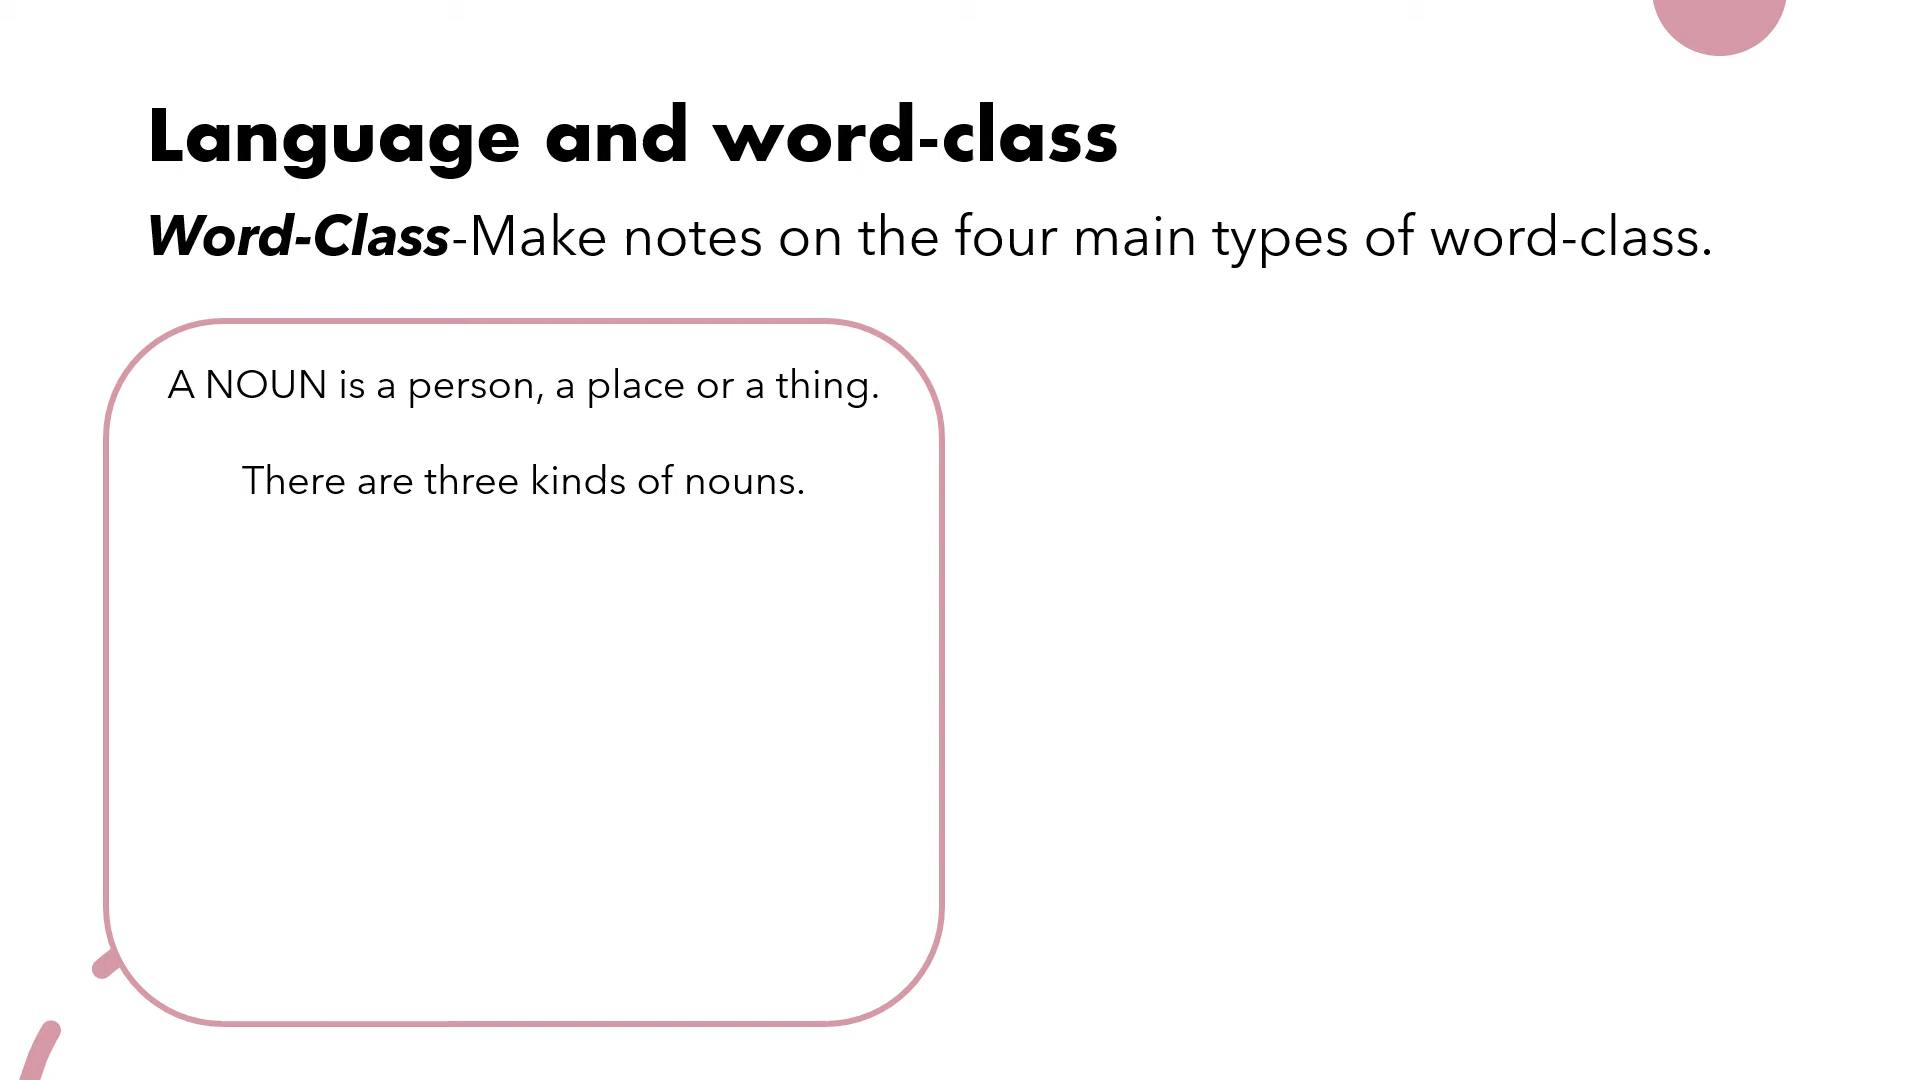 Language and word-class
Word-Class-Make notes on the four main types of word-class.
A NOUN is a person, a place or a thing.
There are three kinds of nouns.